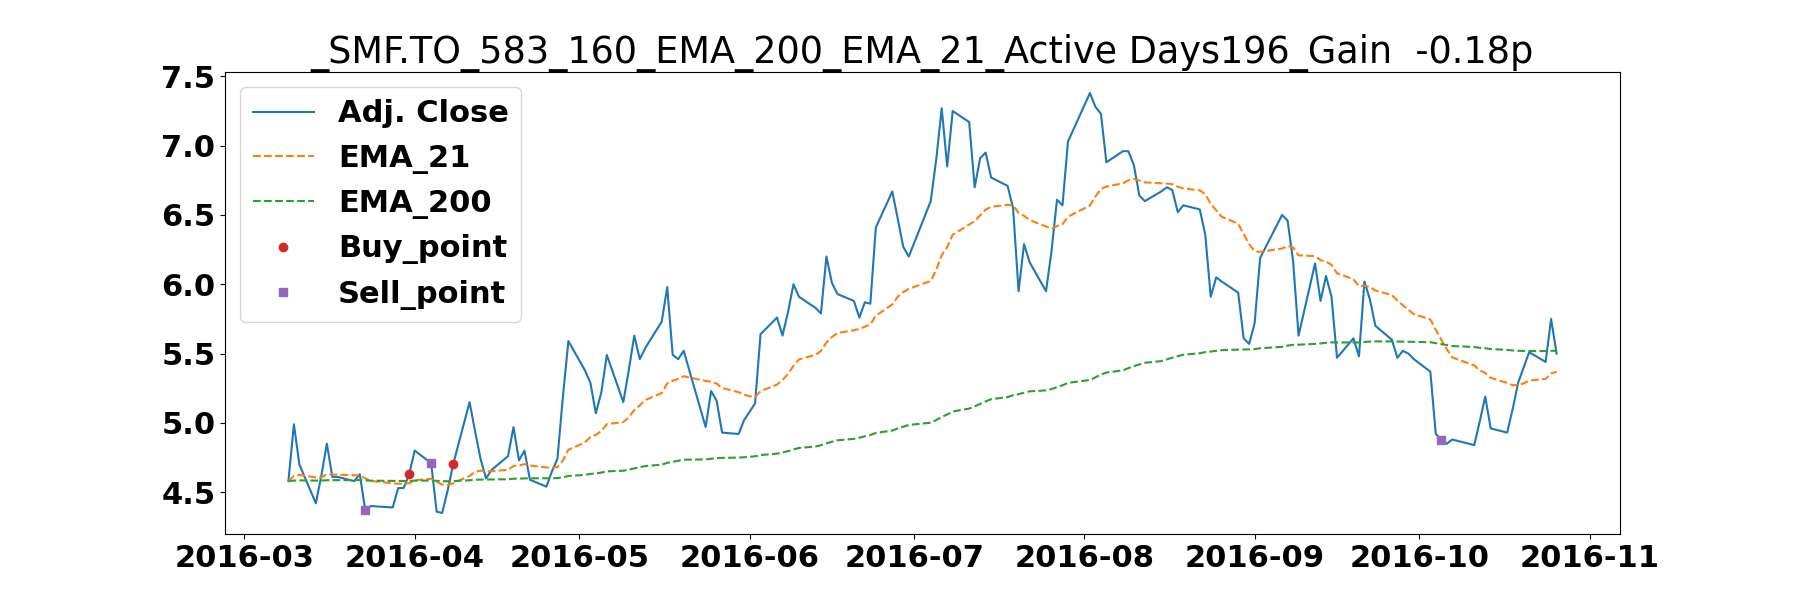 _SMF.TO_583_160_EMA_200_EMA_21_Active Days196_Gain  -0.18p
7.5
7.0
6.5
6.0
5.5
5.0
4.5
Adj. Close
EMA_21
EMA_200
Buy_point
Sell_point
2016-03 2016-04 2016-05 2016-06 2016-07 2016-08 2016-09 2016-10 2016-11